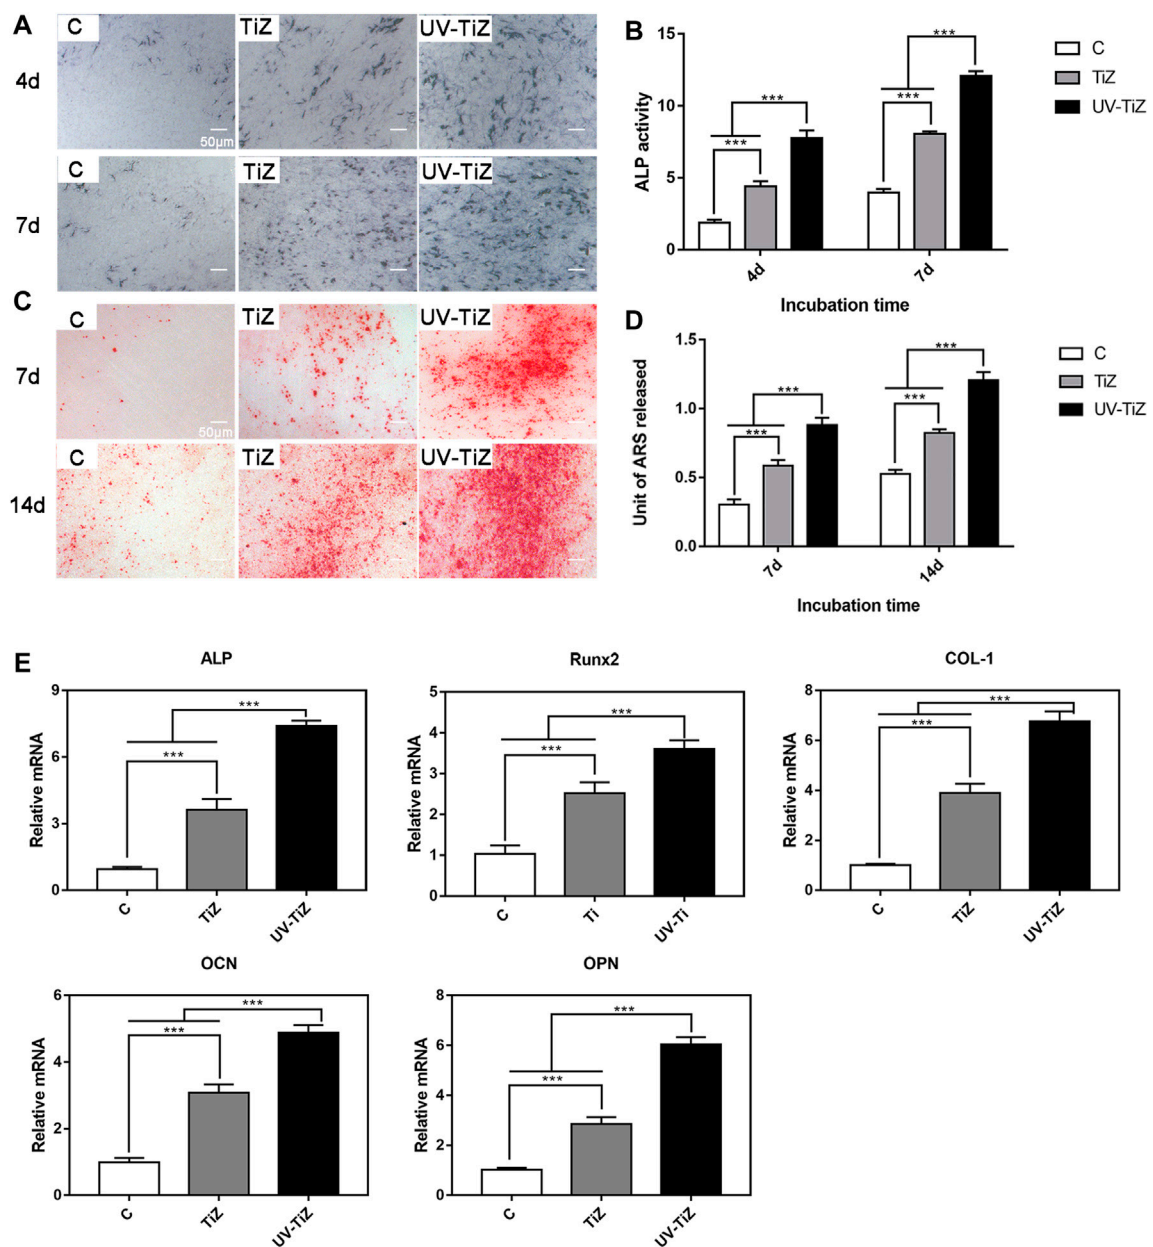 A
C
TiZ
UV-TiZ
4d
50μm
C
TiZ
UV-TiZ
7d
B
15
10
5
0
ALP activity
***
***
***
***
4d
7d
Incubation time
C
TiZ
UV-TiZ
C
C
TiZ
UV-TiZ
7d
50μm
C
TiZ
UV-TiZ
14d
D
1.5
1.0
0.5
0.0
Unit of ARS released
***
***
***
***
7d
14d
Incubation time
C
TiZ
UV-TiZ
E
ALP
9
6
3
0
Relative mRNA
***
***
C
TiZ
UV-TiZ
Runx2
5
4
3
2
1
0
Relative mRNA
***
***
C
Ti
UV-Ti
COL-1
8
6
4
2
0
Relative mRNA
***
***
C
TiZ
UV-TiZ
OCN
6
4
2
0
Relative mRNA
***
***
C
TiZ
UV-TiZ
OPN
8
6
4
2
0
Relative mRNA
***
***
C
TiZ
UV-TiZ